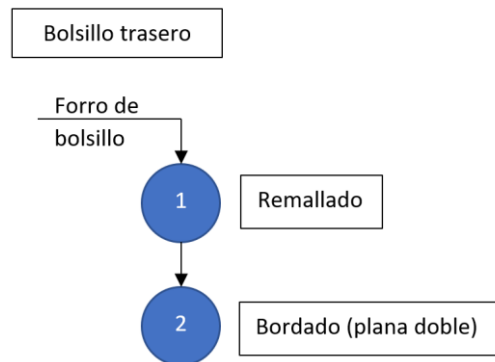 Bolsillo trasero
Forro de
bolsillo
1
Remallado
2
Bordado (plana doble)